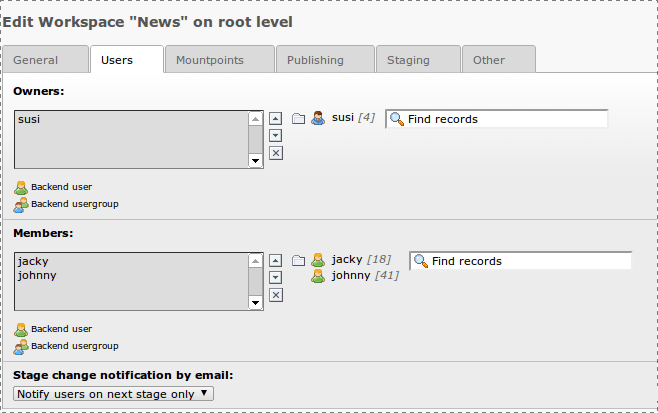 Edit Workspace "News" on root level
General Users Mountpoints Publishing Staging Other
Owners:
susi susi [4] Find records
Backend user
Backend usergroup
Members:
jacky jacky [18] Find records
johnny johnny [41]
Backend user
Backend usergroup
Stage change notification by email:
Notify users on next stage only